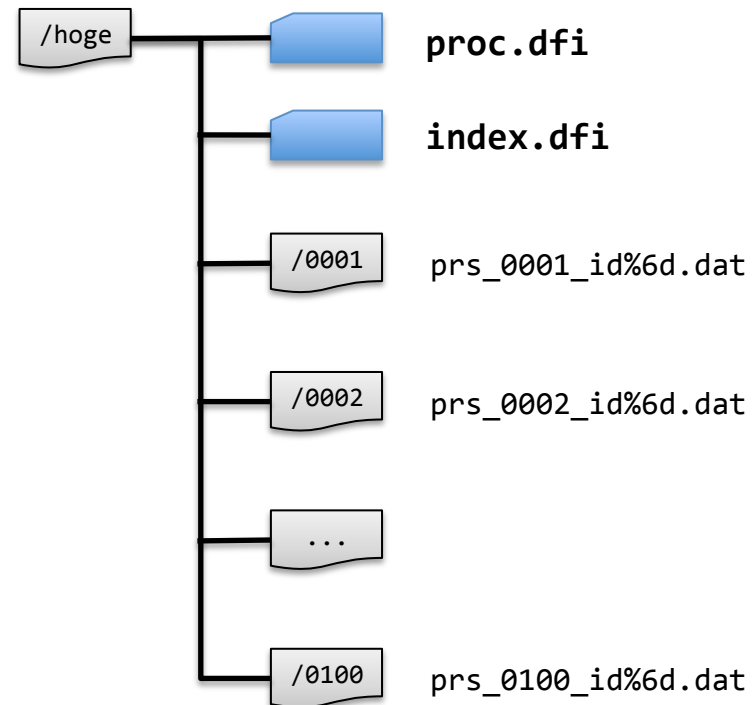 /hoge
proc.dfi
index.dfi
/0001
prs_0001_id%6d.dat
/0002
prs_0002_id%6d.dat
...
/0100
prs_0100_id%6d.dat